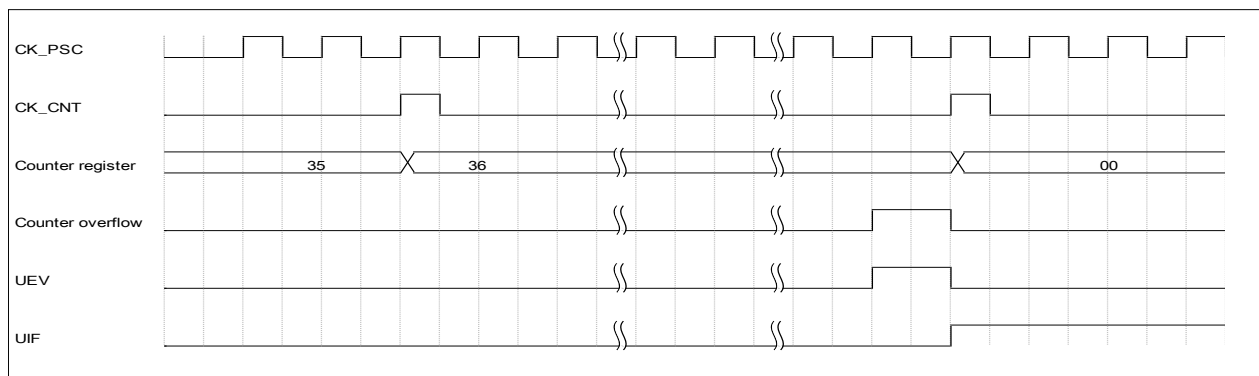 CK_PSC
CK_CNT
Counter register 35 36 00
Counter overflow
UEV
UIF